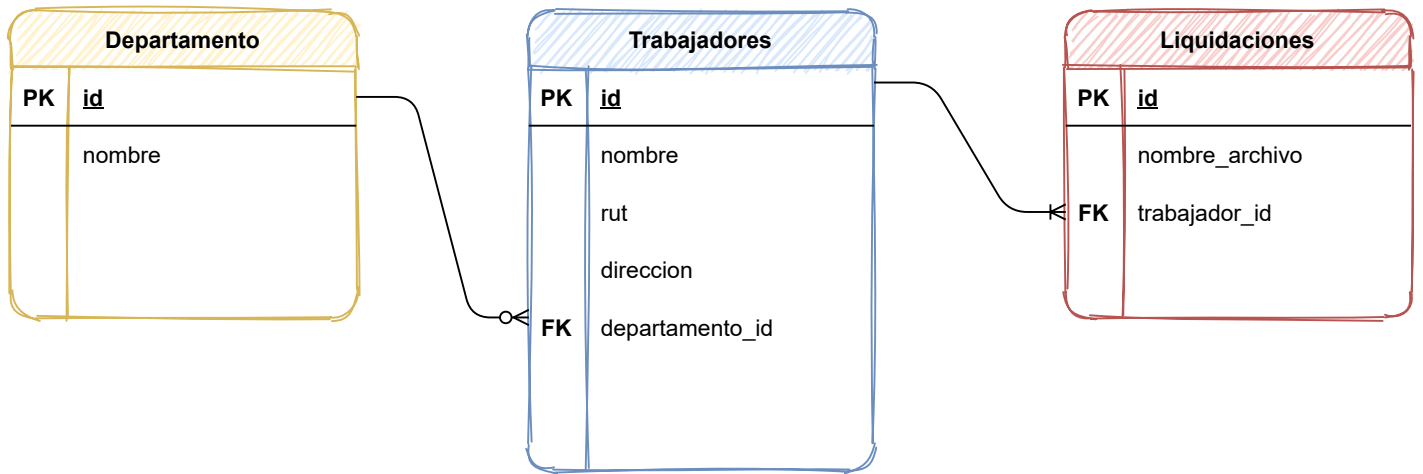 Departamento
PK id
nombre
Trabajadores
PK id
nombre
rut
direccion
FK departamento_id
Liquidaciones
PK id
nombre_archivo
FK trabajador_id